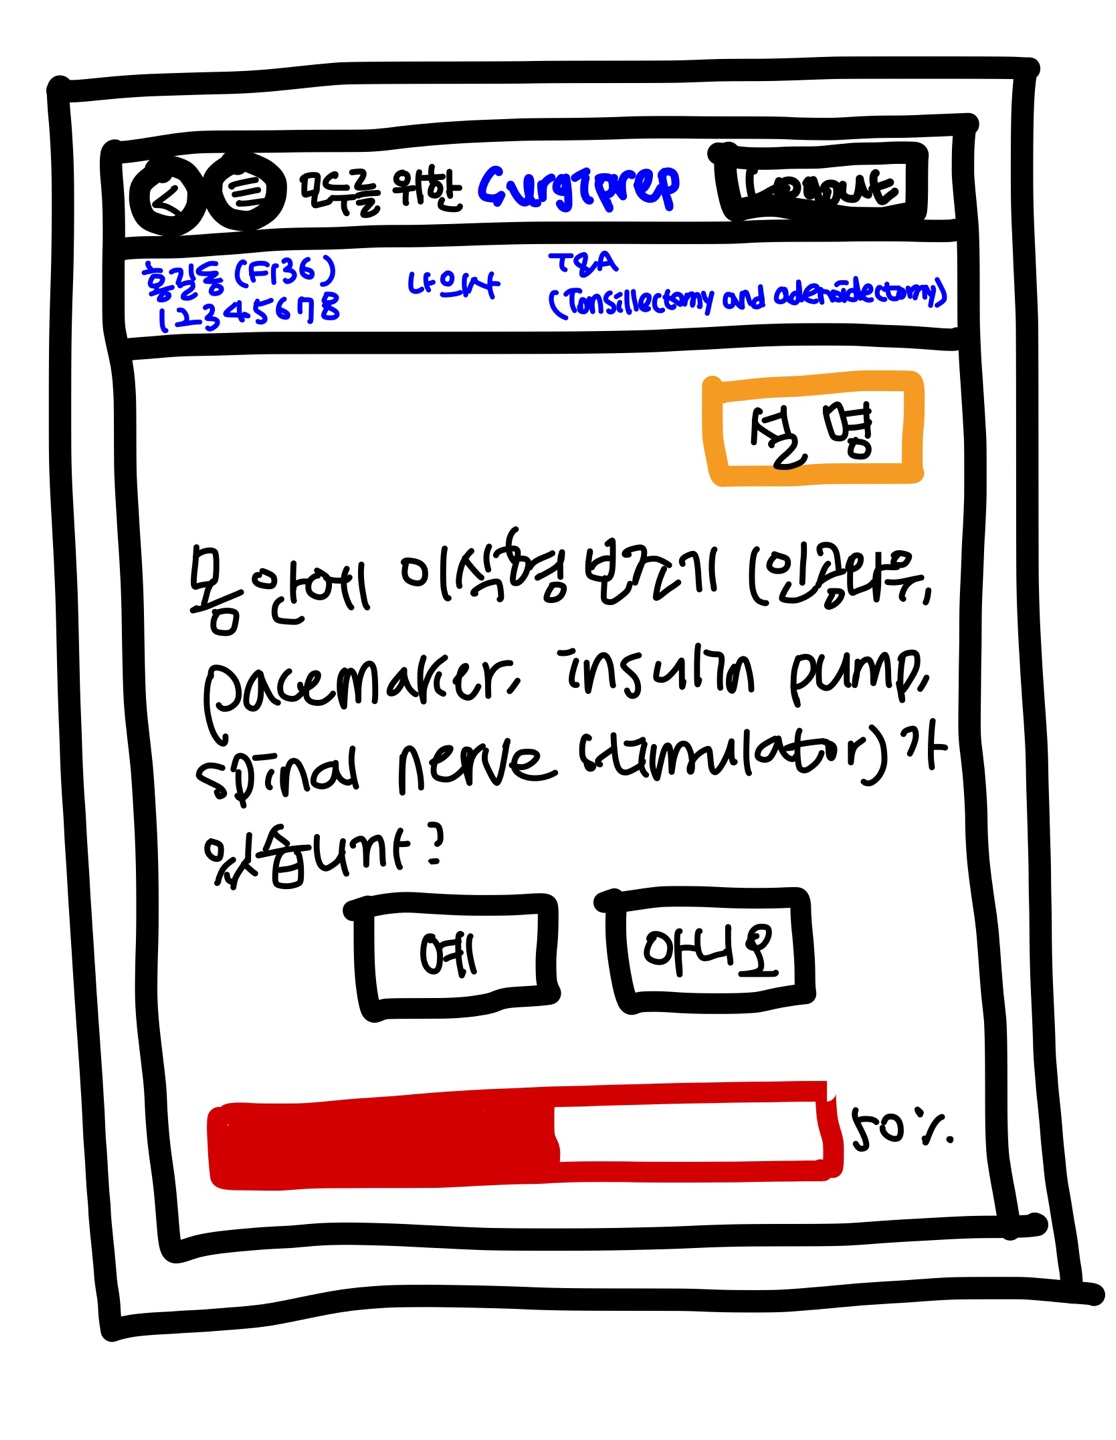 < 모두를 위한 Surgiprep Logout
홍길동 (F/36) 나의사 T&A
12345678 (Tonsillectomy and adenoidectomy)
설명
몸 안에 이식형 보조기 (인공와우,
pacemaker, insulin pump,
spinal nerve stimulator)가
있습니까?
예 아니오
50%